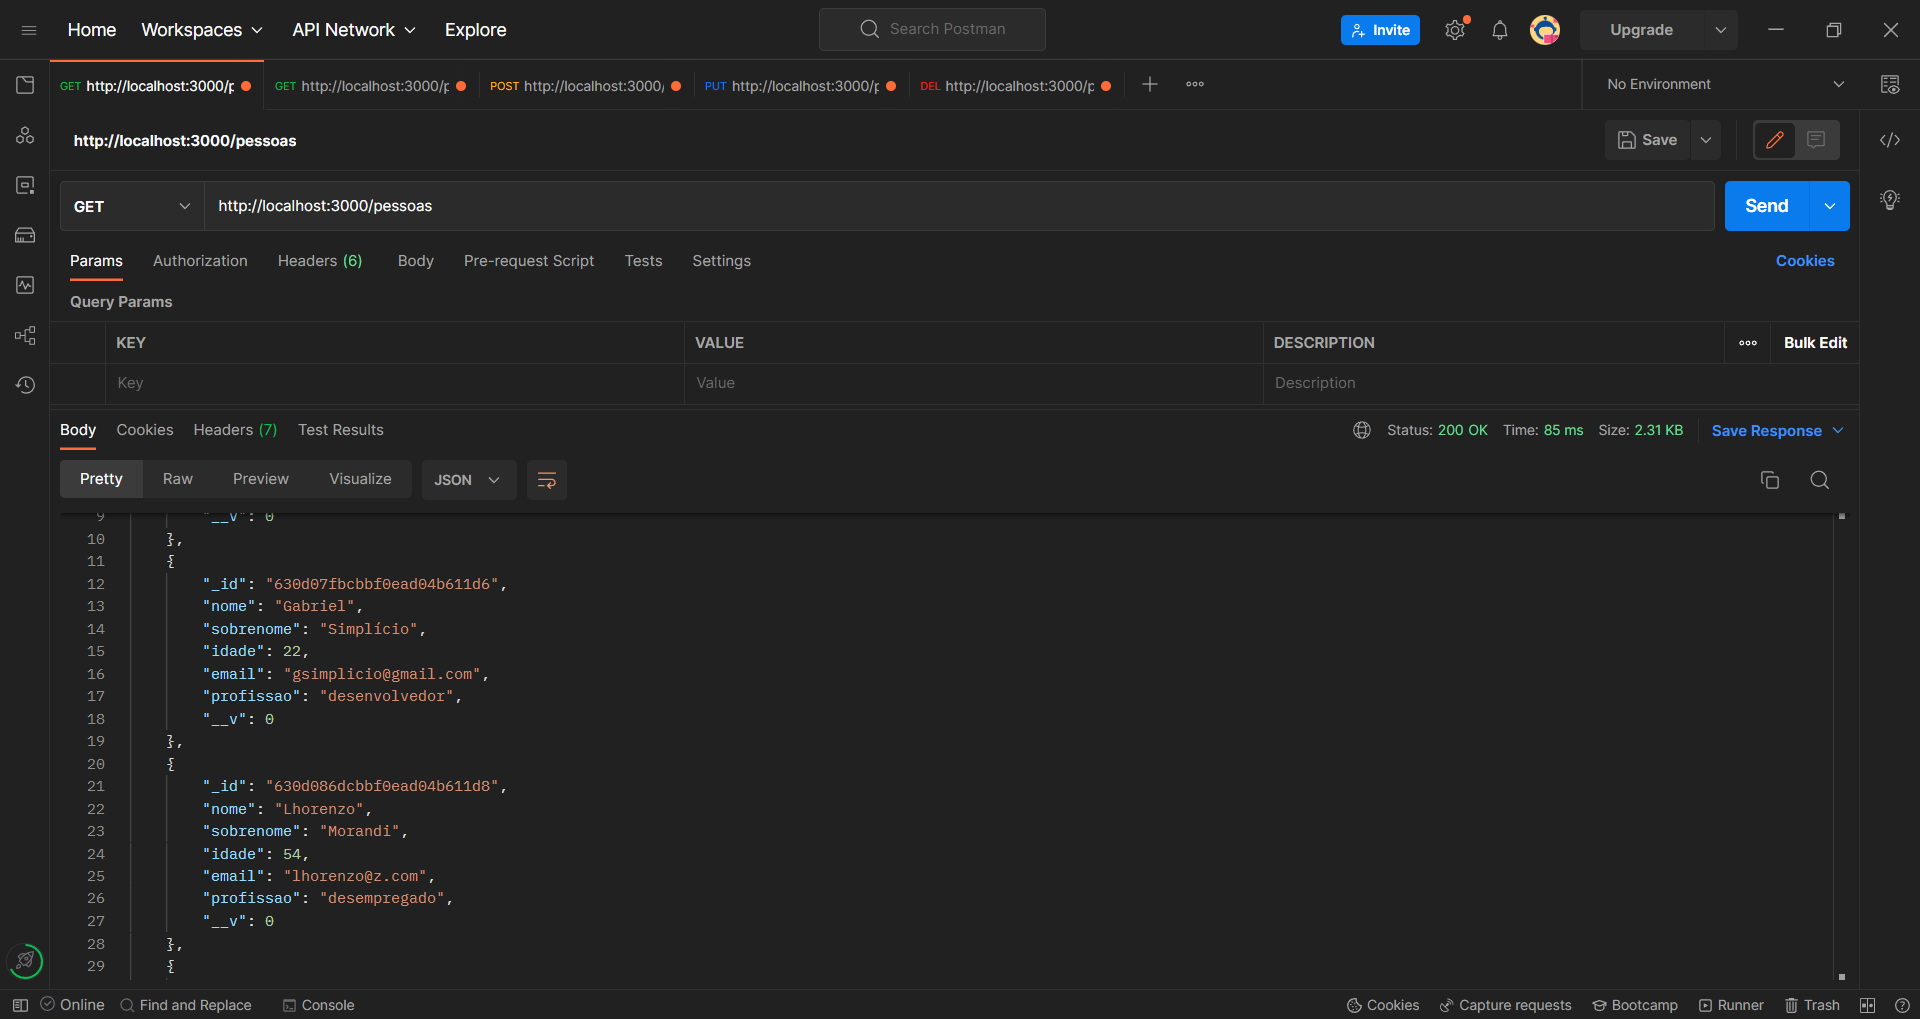 Home Workspaces API Network Explore Search Postman Invite Upgrade
GET http://localhost:3000/p GET http://localhost:3000/p POST http://localhost:3000/ PUT http://localhost:3000/p DEL http://localhost:3000/p No Environment
http://localhost:3000/pessoas Save
GET http://localhost:3000/pessoas Send
Params Authorization Headers (6) Body Pre-request Script Tests Settings Cookies
Query Params
KEY VALUE DESCRIPTION Bulk Edit
Key Value Description
Body Cookies Headers (7) Test Results Status: 200 OK Time: 85 ms Size: 2.31 KB Save Response
Pretty Raw Preview Visualize JSON
9 "__v": 0
10 },
11 {
12 "_id": "630d07fbcbbf0ead04b611d6",
13 "nome": "Gabriel",
14 "sobrenome": "Simplício",
15 "idade": 22,
16 "email": "gsimplicio@gmail.com",
17 "profissao": "desenvolvedor",
18 "__v": 0
19 },
20 {
21 "_id": "630d086dcbbf0ead04b611d8",
22 "nome": "Lhorenzo",
23 "sobrenome": "Morandi",
24 "idade": 54,
25 "email": "lhorenzo@z.com",
26 "profissao": "desempregado",
27 "__v": 0
28 },
29 {
Online Find and Replace Console Cookies Capture requests Bootcamp Runner Trash